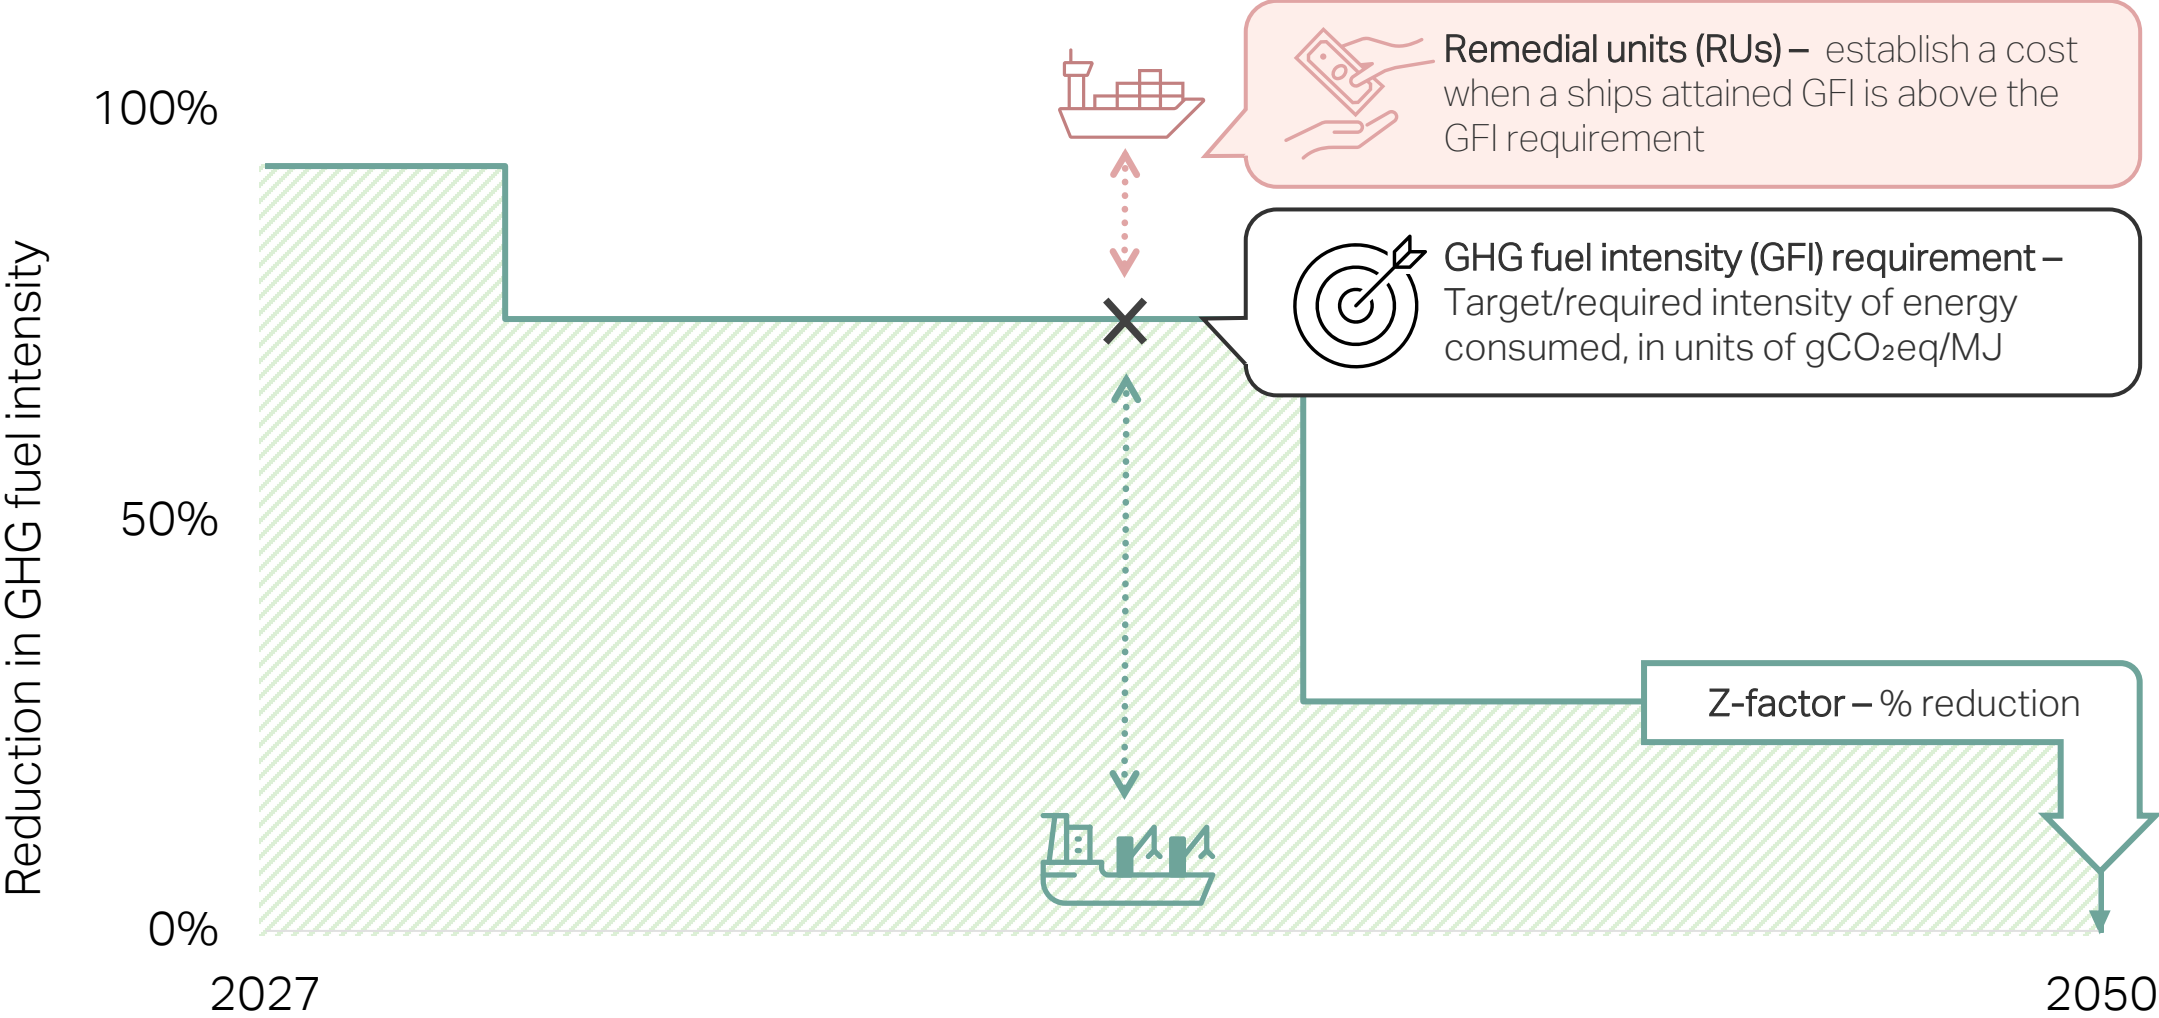 Reduction in GHG fuel intensity
100%
50%
0%
2027
2050
Remedial units (RUs) – establish a cost
when a ships attained GFI is above the
GFI requirement
GHG fuel intensity (GFI) requirement –
Target/required intensity of energy
consumed, in units of gCO₂eq/MJ
Z-factor – % reduction